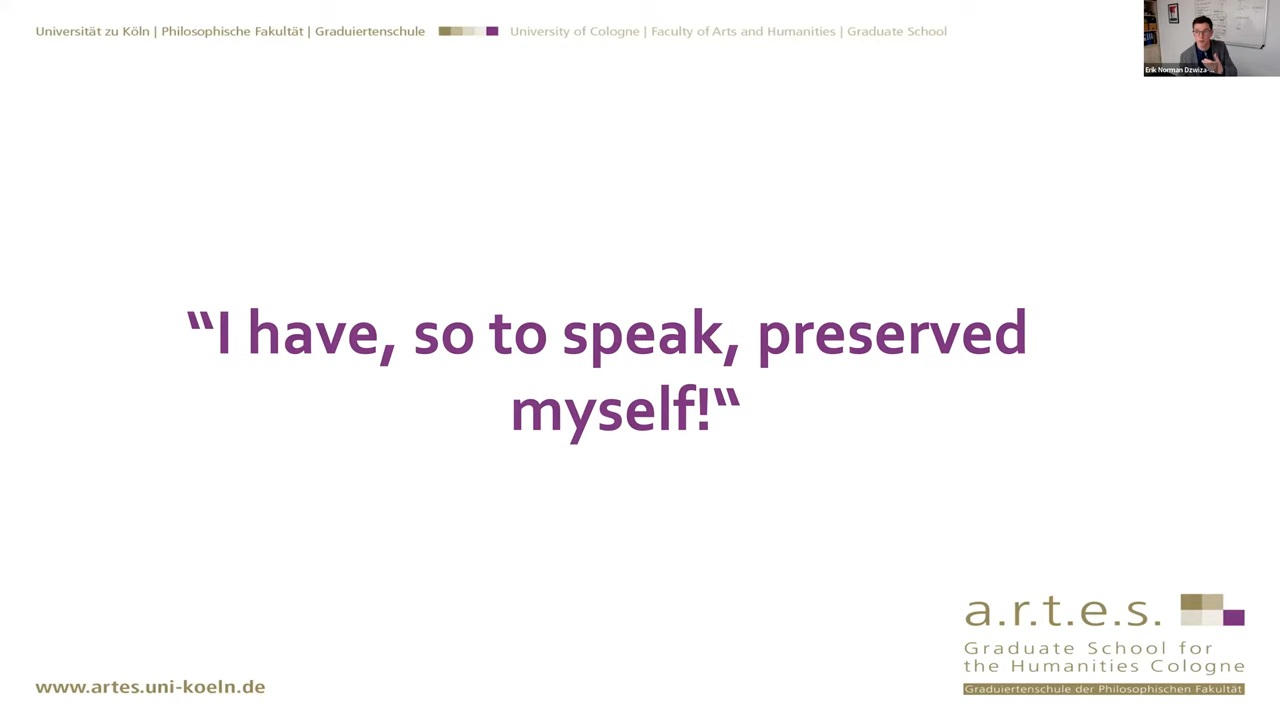 Universität zu Köln | Philosophische Fakultät | Graduiertenschule
University of Cologne | Faculty of Arts and Humanities | Graduate School
Erik Norman Dzwiza-...
“I have, so to speak, preserved
myself!“
a.r.t.e.s.
Graduate School for
the Humanities Cologne
Graduiertenschule der Philosophischen Fakultät
www.artes.uni-koeln.de